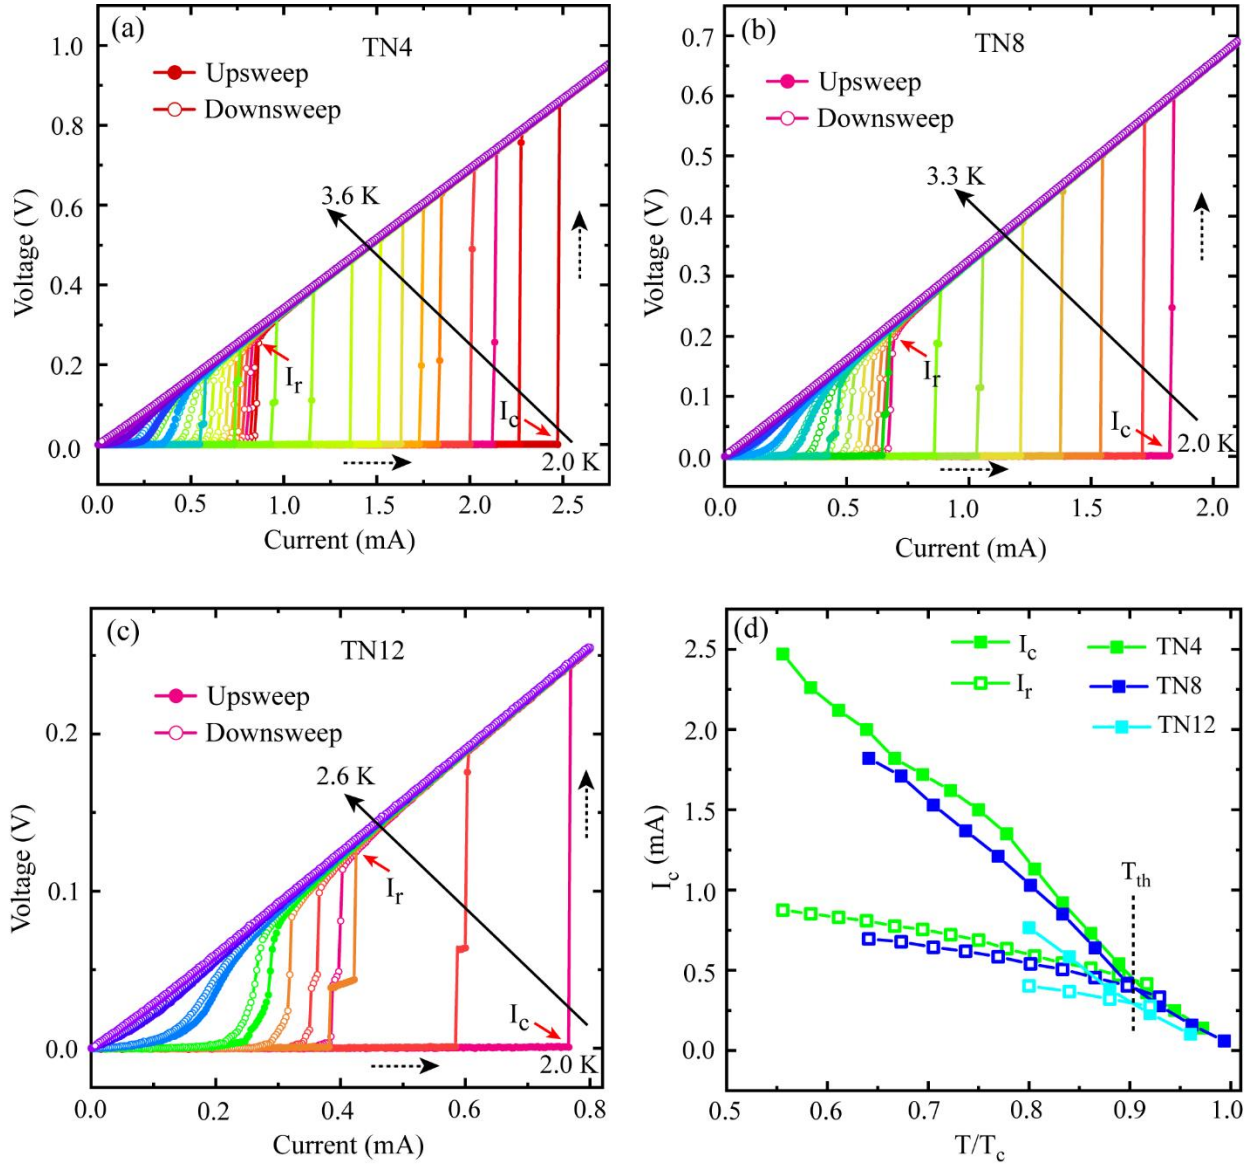 (a)
TN4
Upsweep
Downsweep
3.6 K
I_r
I_c
2.0 K
Voltage (V)
1.0
0.8
0.6
0.4
0.2
0.0
0.0 0.5 1.0 1.5 2.0 2.5
Current (mA)
(b)
TN8
Upsweep
Downsweep
3.3 K
I_r
I_c
2.0 K
Voltage (V)
0.7
0.6
0.5
0.4
0.3
0.2
0.1
0.0
0.0 0.5 1.0 1.5 2.0
Current (mA)
(c)
TN12
Upsweep
Downsweep
2.6 K
I_r
I_c
2.0 K
Voltage (V)
0.2
0.1
0.0
0.0 0.2 0.4 0.6 0.8
Current (mA)
(d)
I_c
I_r
TN4
TN8
TN12
T_th
I_c (mA)
2.5
2.0
1.5
1.0
0.5
0.0
0.5 0.6 0.7 0.8 0.9 1.0
T/T_c